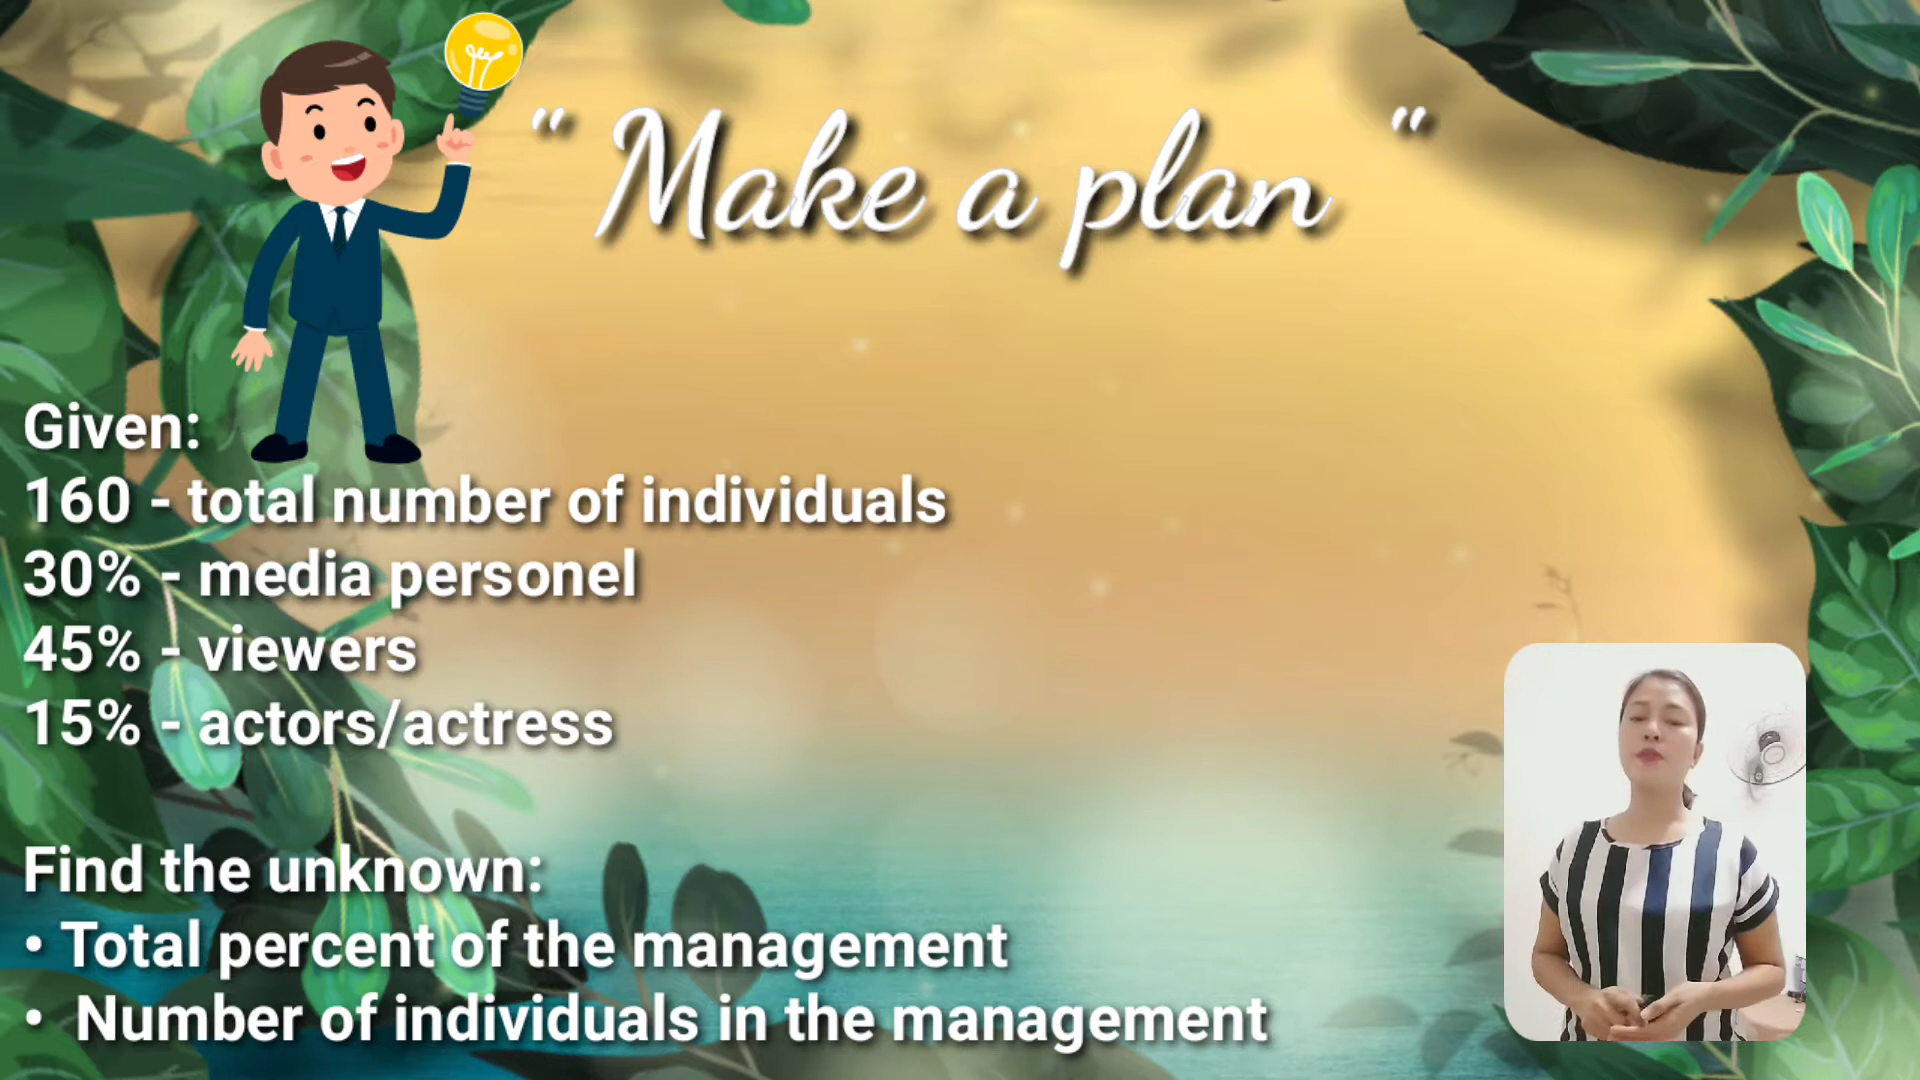 “ Make a plan “
Given:
160 - total number of individuals
30% - media personel
45% - viewers
15% - actors/actress
Find the unknown:
• Total percent of the management
• Number of individuals in the management